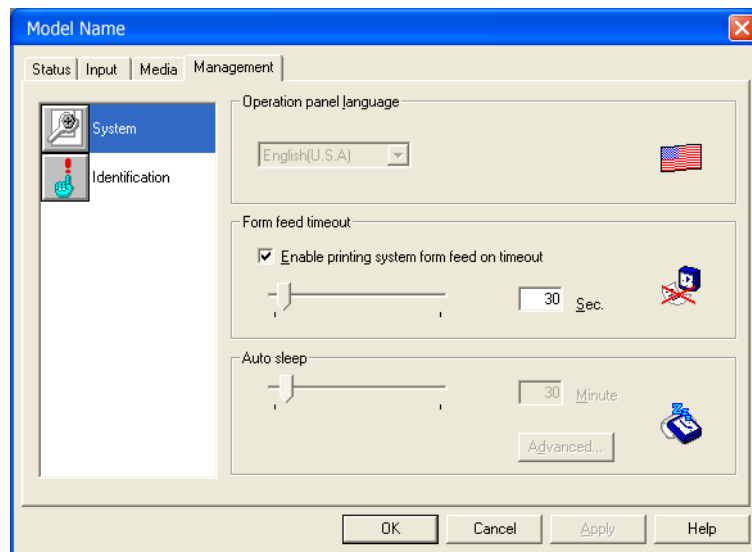 Model Name
Status Input Media Management
System
Identification
Operation panel language
English(U.S.A)
Form feed timeout
Enable printing system form feed on timeout
30 Sec.
Auto sleep
30 Minute
Advanced...
OK Cancel Apply Help